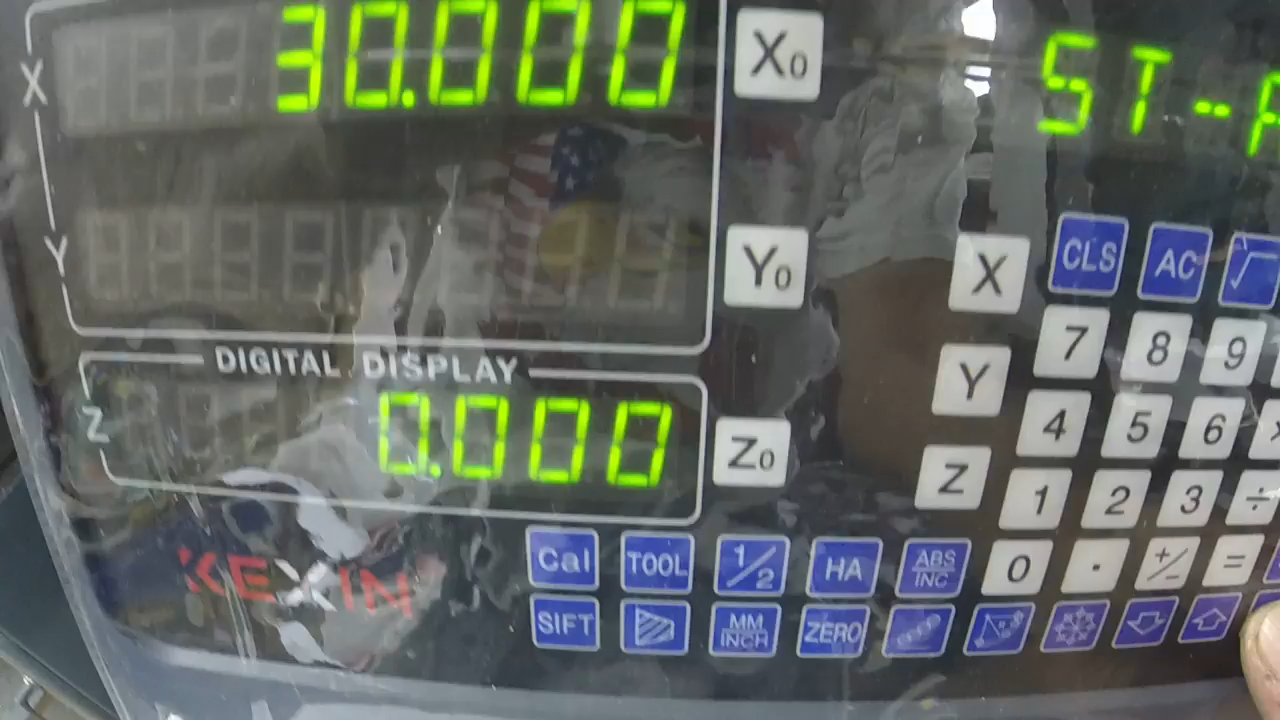 X 30.000 X0 ST-A
Y Y0
DIGITAL DISPLAY
Z 0.000 Z0
KEXIN
X CLS AC √
7 8 9
Y 4 5 6
Z 1 2 3 ÷
Cal TOOL 1/2 HA ABS/INC 0 . +/- =
SIFT MM/INCH ZERO